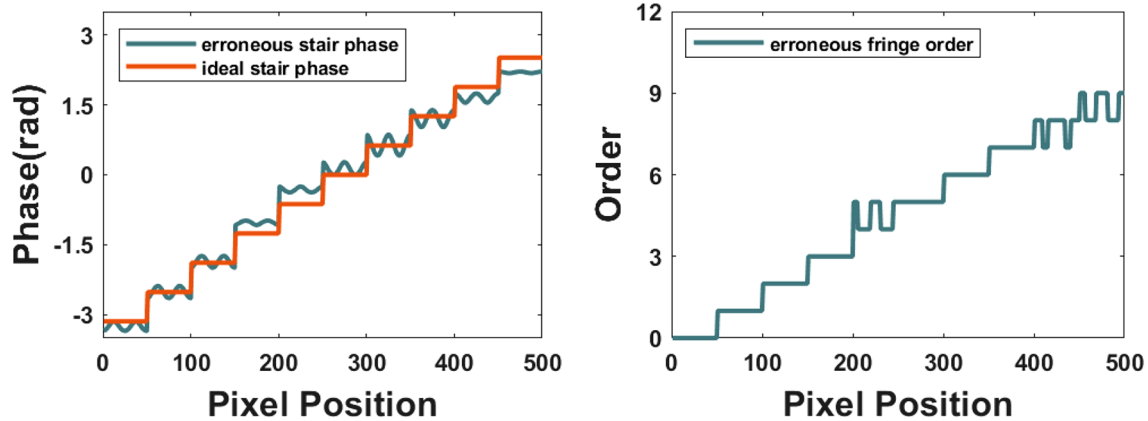 3
1.5
0
-1.5
-3
Phase(rad)
erroneous stair phase
ideal stair phase
0 100 200 300 400 500
Pixel Position
12
9
6
3
0
Order
erroneous fringe order
0 100 200 300 400 500
Pixel Position